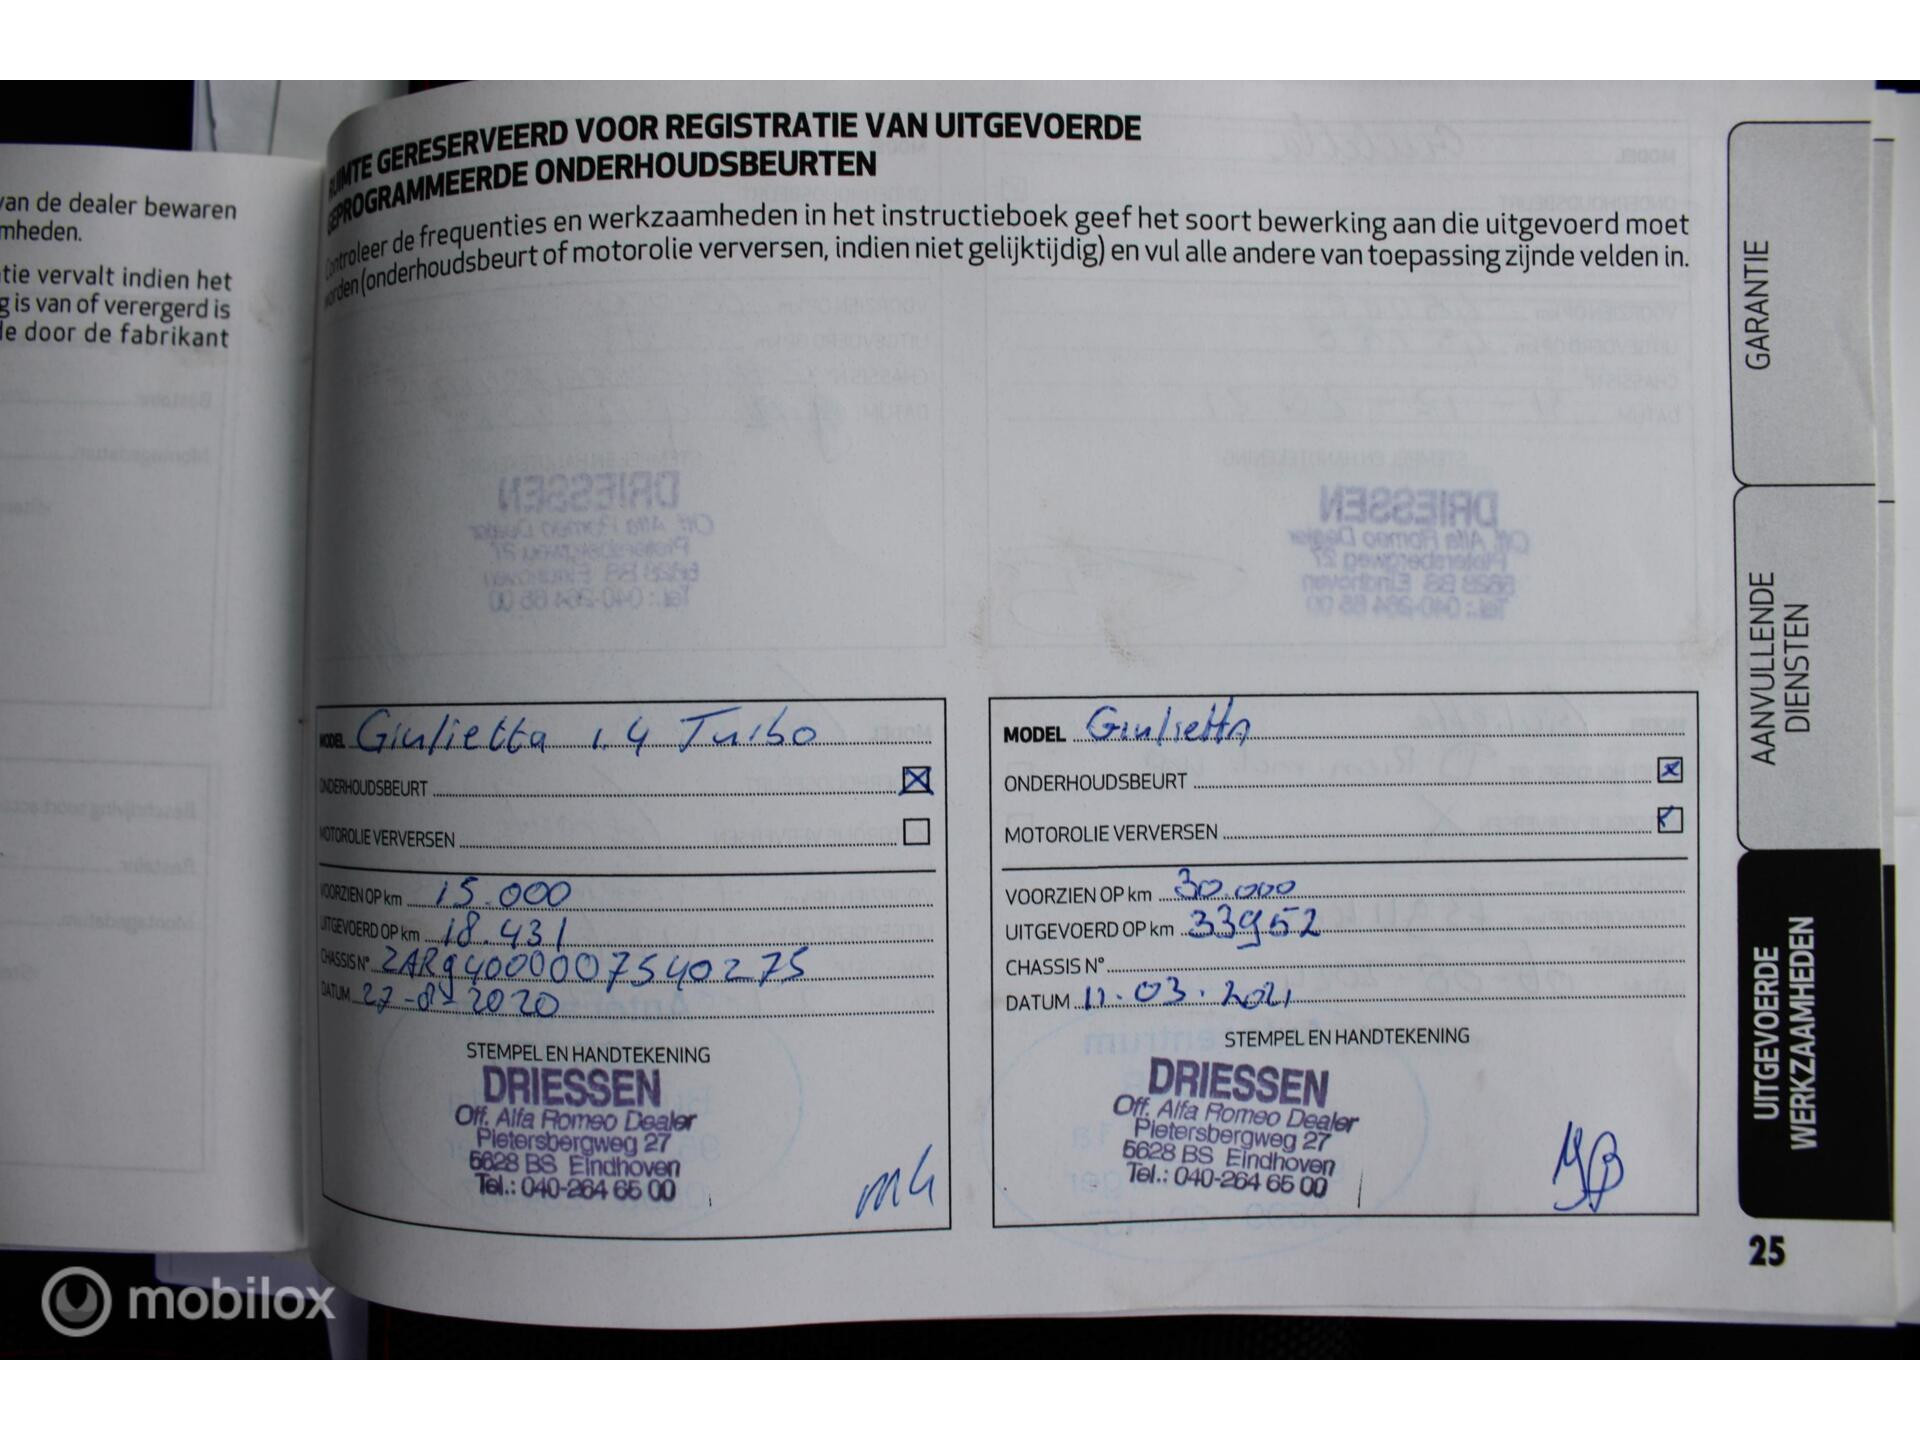 van de dealer bewaren
mheden.
tie vervalt indien het
g is van of verergerd is
le door de fabrikant
RUIMTE GERESERVEERD VOOR REGISTRATIE VAN UITGEVOERDE
GEPROGRAMMEERDE ONDERHOUDSBEURTEN
Controleer de frequenties en werkzaamheden in het instructieboek geef het soort bewerking aan die uitgevoerd moet
worden (onderhoudsbeurt of motorolie verversen, indien niet gelijktijdig) en vul alle andere van toepassing zijnde velden in.
MODEL Giulietta 1.4 Turbo
ONDERHOUDSBEURT
MOTOROLIE VERVERSEN
VOORZIEN OP km 15.000
UITGEVOERD OP km 18.431
CHASSIS N° ZAR94000007540275
DATUM 27- -2020
STEMPEL EN HANDTEKENING
DRIESSEN
Off. Alfa Romeo Dealer
Pietersbergweg 27
5628 BS Eindhoven
Tel.: 040-264 65 00
MODEL Giulietta
ONDERHOUDSBEURT
MOTOROLIE VERVERSEN
VOORZIEN OP km 30.000
UITGEVOERD OP km 33952
CHASSIS N°
DATUM 11.03.2021
STEMPEL EN HANDTEKENING
DRIESSEN
Off. Alfa Romeo Dealer
Pietersbergweg 27
5628 BS Eindhoven
Tel.: 040-264 65 00
GARANTIE
AANVULLENDE
DIENSTEN
UITGEVOERDE
WERKZAAMHEDEN
25
mobilox